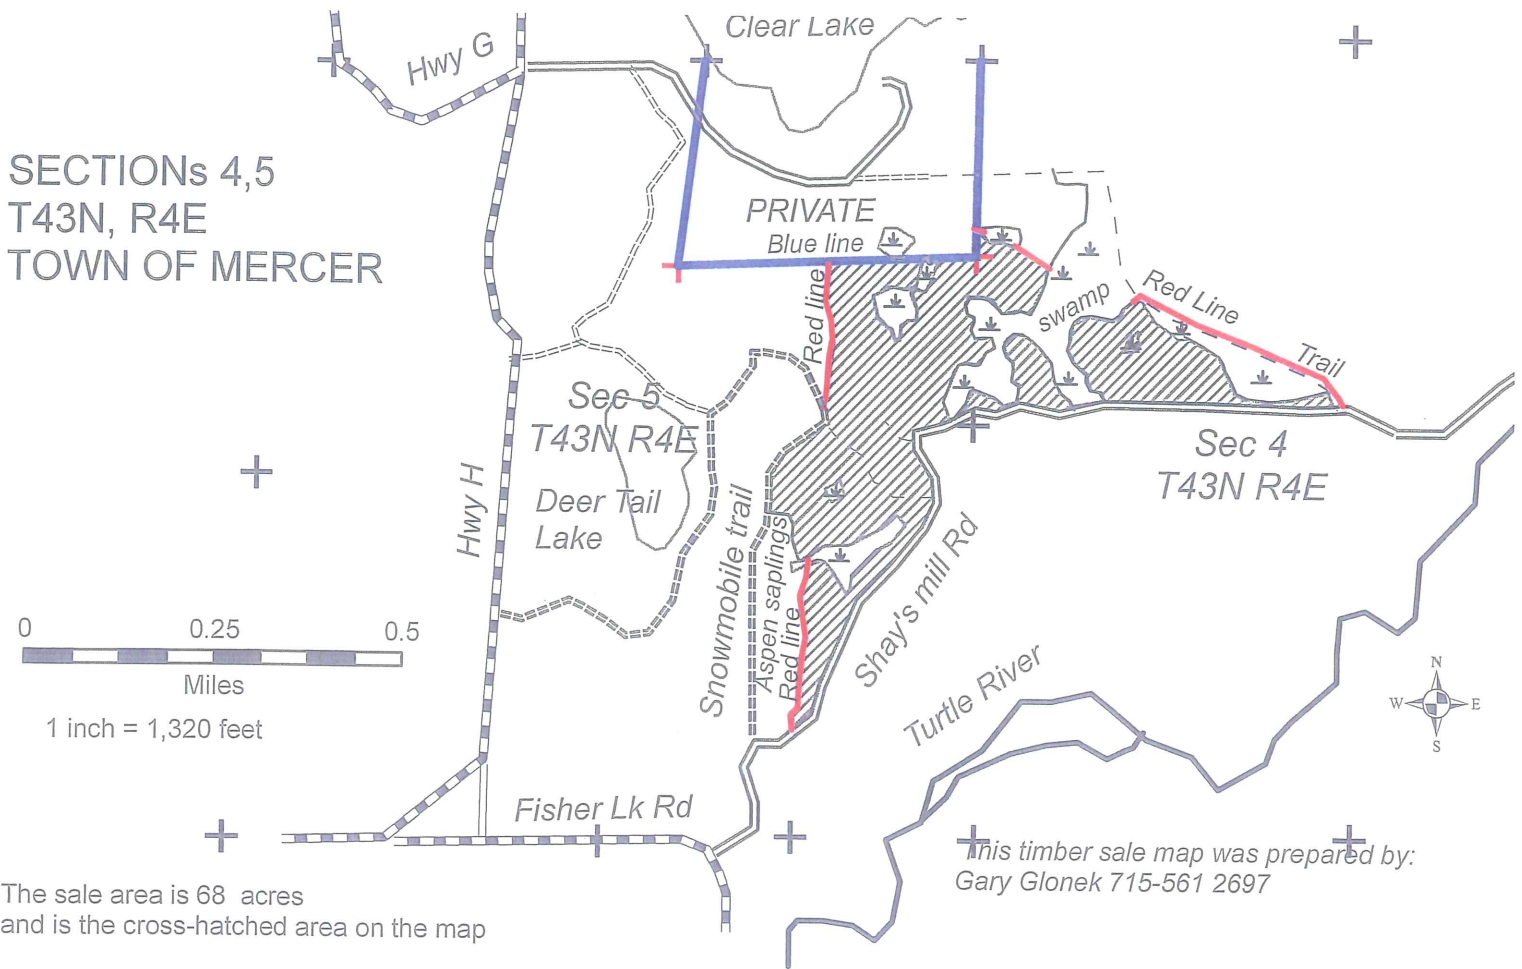 Clear Lake
Hwy G
SECTIONs 4,5
T43N, R4E
TOWN OF MERCER
PRIVATE
Blue line
Red line
swamp
Red Line
Trail
Sec 5
T43N R4E
Deer Tail
Lake
Hwy H
Snowmobile trail
Aspen saplings
Red line
Shay's mill Rd
Sec 4
T43N R4E
Turtle River
0 0.25 0.5
Miles
1 inch = 1,320 feet
N
W E
S
Fisher Lk Rd
This timber sale map was prepared by:
Gary Glonek 715-561 2697
The sale area is 68 acres
and is the cross-hatched area on the map